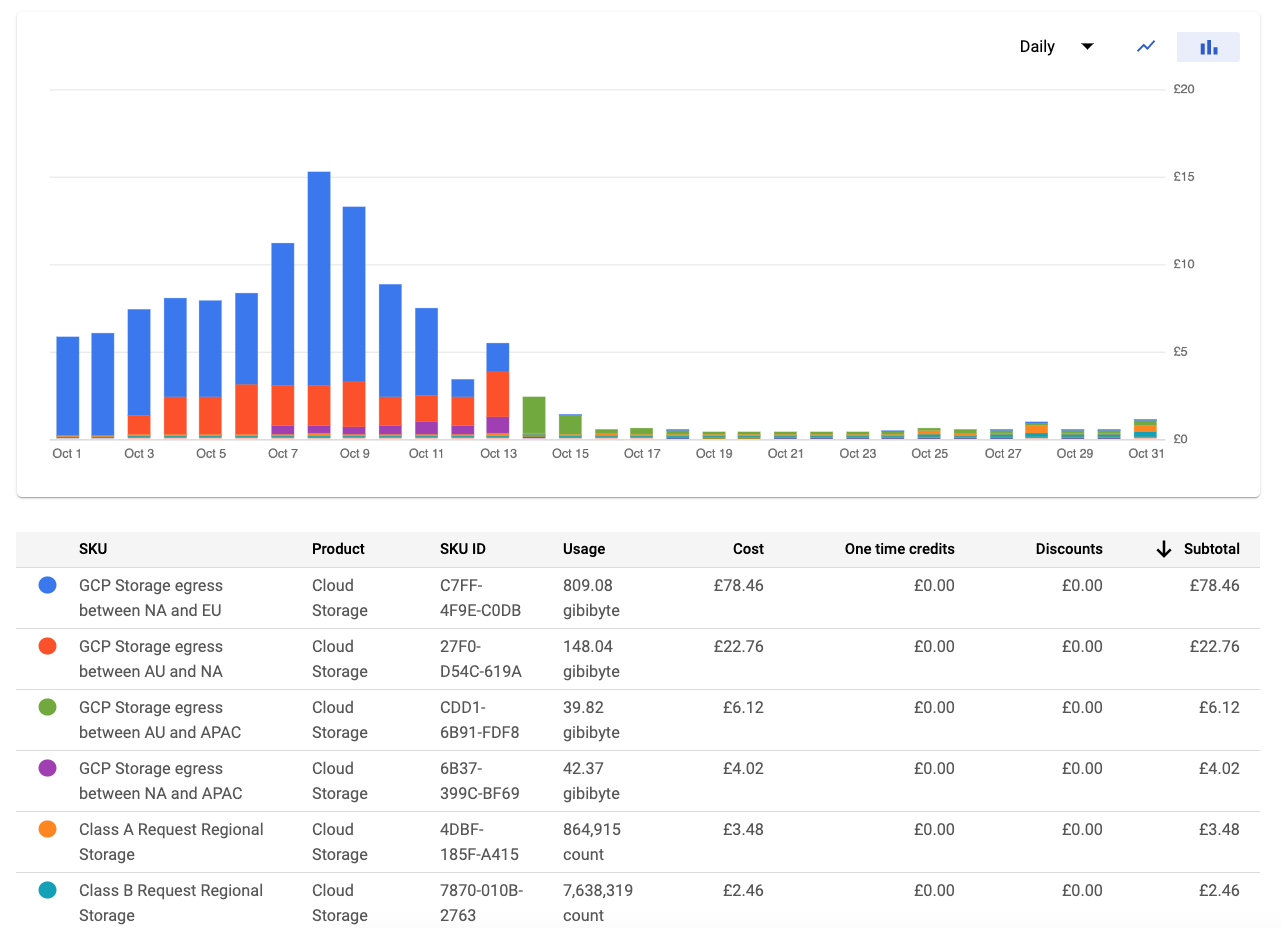 Daily
£20
£15
£10
£5
£0
Oct 1 Oct 3 Oct 5 Oct 7 Oct 9 Oct 11 Oct 13 Oct 15 Oct 17 Oct 19 Oct 21 Oct 23 Oct 25 Oct 27 Oct 29 Oct 31
SKU Product SKU ID Usage Cost One time credits Discounts Subtotal
GCP Storage egress Cloud C7FF- 809.08 £78.46 £0.00 £0.00 £78.46
between NA and EU Storage 4F9E-C0DB gibibyte
GCP Storage egress Cloud 27F0- 148.04 £22.76 £0.00 £0.00 £22.76
between AU and NA Storage D54C-619A gibibyte
GCP Storage egress Cloud CDD1- 39.82 £6.12 £0.00 £0.00 £6.12
between AU and APAC Storage 6B91-FDF8 gibibyte
GCP Storage egress Cloud 6B37- 42.37 £4.02 £0.00 £0.00 £4.02
between NA and APAC Storage 399C-BF69 gibibyte
Class A Request Regional Cloud 4DBF- 864,915 £3.48 £0.00 £0.00 £3.48
Storage Storage 185F-A415 count
Class B Request Regional Cloud 7870-010B- 7,638,319 £2.46 £0.00 £0.00 £2.46
Storage Storage 2763 count